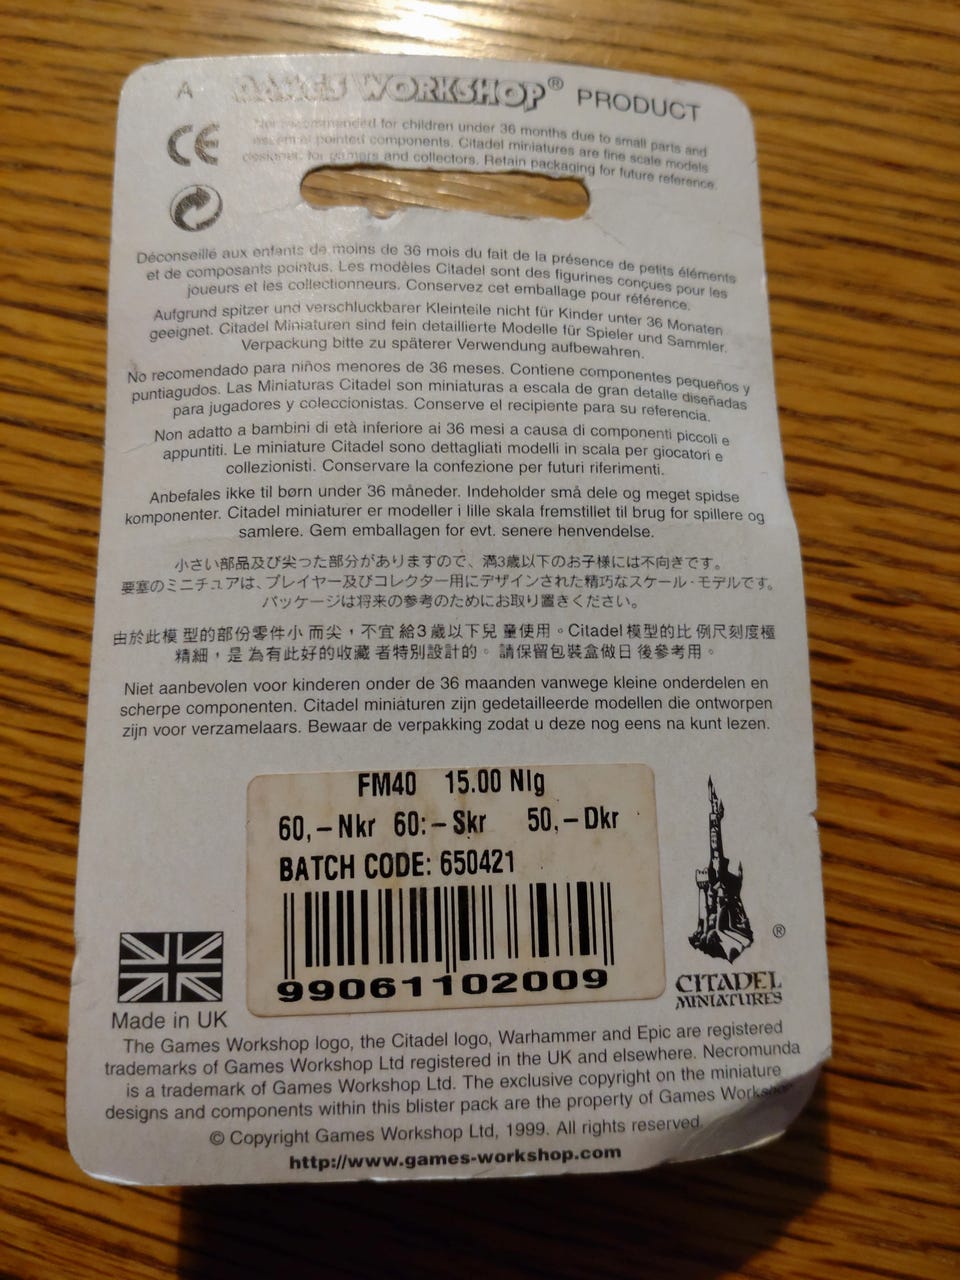 A GAMES WORKSHOP® PRODUCT
CE
Not recommended for children under 36 months due to small parts and
essential pointed components. Citadel miniatures are fine scale models
designed for gamers and collectors. Retain packaging for future reference.
Déconseillé aux enfants de moins de 36 mois du fait de la présence de petits éléments
et de composants pointus. Les modèles Citadel sont des figurines conçues pour les
joueurs et les collectionneurs. Conservez cet emballage pour référence.
Aufgrund spitzer und verschluckbarer Kleinteile nicht für Kinder unter 36 Monaten
geeignet. Citadel Miniaturen sind fein detaillierte Modelle für Spieler und Sammler.
Verpackung bitte zu späterer Verwendung aufbewahren.
No recomendado para niños menores de 36 meses. Contiene componentes pequeños y
puntiagudos. Las Miniaturas Citadel son miniaturas a escala de gran detalle diseñadas
para jugadores y coleccionistas. Conserve el recipiente para su referencia.
Non adatto a bambini di età inferiore ai 36 mesi a causa di componenti piccoli e
appuntiti. Le miniature Citadel sono dettagliati modelli in scala per giocatori e
collezionisti. Conservare la confezione per futuri riferimenti.
Anbefales ikke til børn under 36 måneder. Indeholder små dele og meget spidse
komponenter. Citadel miniaturer er modeller i lille skala fremstillet til brug for spillere og
samlere. Gem emballagen for evt. senere henvendelse.
小さい部品及び尖った部分がありますので、満3歳以下のお子様には不向きです。
要塞のミニチュアは、プレイヤー及びコレクター用にデザインされた精巧なスケール・モデルです。
パッケージは将来の参考のためにお取り置きください。
由於此模型的部份零件小而尖，不宜給3歲以下兒童使用。Citadel模型的比例尺刻度極
精細，是為有此好的收藏者特別設計的。請保留包裝盒做日後參考用。
Niet aanbevolen voor kinderen onder de 36 maanden vanwege kleine onderdelen en
scherpe componenten. Citadel miniaturen zijn gedetailleerde modellen die ontworpen
zijn voor verzamelaars. Bewaar de verpakking zodat u deze nog eens na kunt lezen.
FM40 15.00 Nlg
60,–Nkr 60:–Skr 50,–Dkr
BATCH CODE: 650421
99061102009
CITADEL®
MINIATURES
Made in UK
The Games Workshop logo, the Citadel logo, Warhammer and Epic are registered
trademarks of Games Workshop Ltd registered in the UK and elsewhere. Necromunda
is a trademark of Games Workshop Ltd. The exclusive copyright on the miniature
designs and components within this blister pack are the property of Games Workshop
© Copyright Games Workshop Ltd, 1999. All rights reserved.
http://www.games-workshop.com